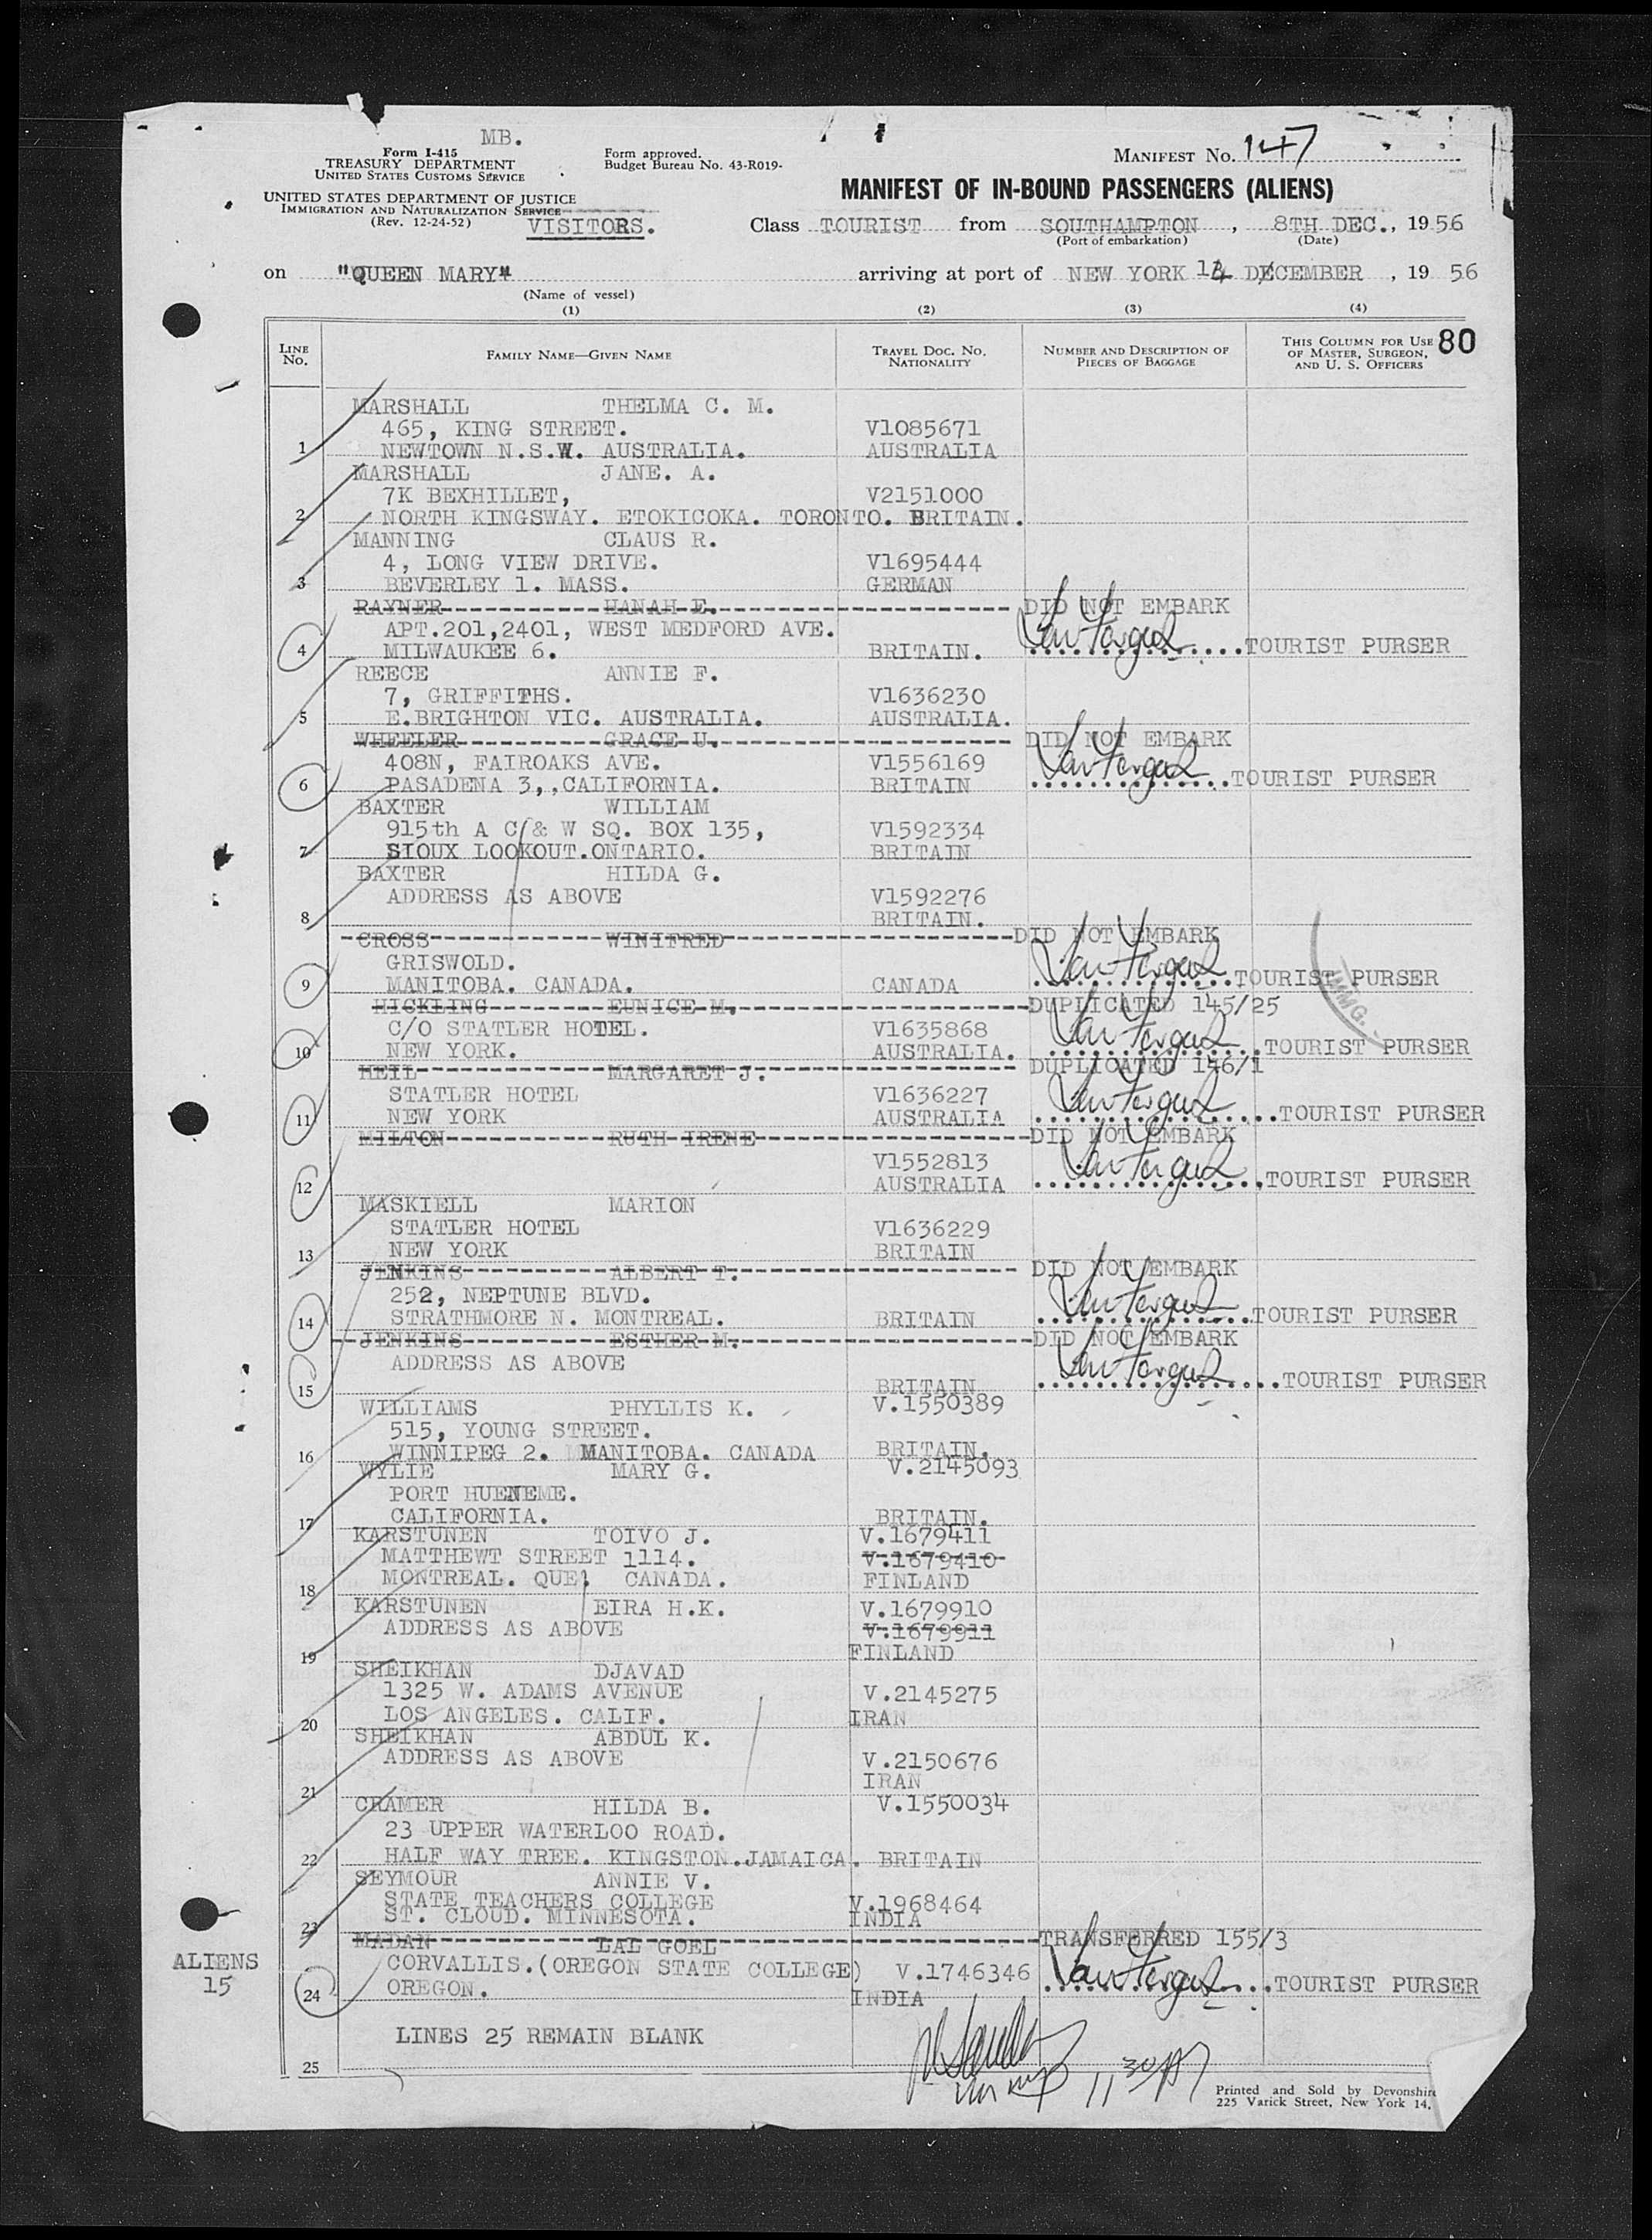 MB.
Form I-415
TREASURY DEPARTMENT
UNITED STATES CUSTOMS SERVICE
Form approved.
Budget Bureau No. 43-R019-
MANIFEST No. 147
UNITED STATES DEPARTMENT OF JUSTICE
IMMIGRATION AND NATURALIZATION SERVICE
(Rev. 12-24-52)
VISITORS.
MANIFEST OF IN-BOUND PASSENGERS (ALIENS)
Class TOURIST from SOUTHAMPTON, 8TH DEC., 1956
(Port of embarkation) (Date)
on "QUEEN MARY" arriving at port of NEW YORK DECEMBER, 19 56
(Name of vessel)
(1) (2) (3) (4)
LINE No. FAMILY NAME—GIVEN NAME TRAVEL DOC. No. NATIONALITY NUMBER AND DESCRIPTION OF PIECES OF BAGGAGE THIS COLUMN FOR USE OF MASTER, SURGEON, AND U. S. OFFICERS 80
MARSHALL THELMA C. M.
465, KING STREET. V1085671
1 NEWTOWN N.S.W. AUSTRALIA. AUSTRALIA
MARSHALL JANE. A.
7K BEXHILLET, V2151000
2 NORTH KINGSWAY. ETOKICOKA. TORONTO. BRITAIN.
MANNING CLAUS R.
4, LONG VIEW DRIVE. V1695444
3 BEVERLEY 1. MASS. GERMAN
RAYNER HANAH E. DID NOT EMBARK
APT.201,2401, WEST MEDFORD AVE.
4 MILWAUKEE 6. BRITAIN. TOURIST PURSER
REECE ANNIE F.
7, GRIFFITHS. V1636230
5 E.BRIGHTON VIC. AUSTRALIA. AUSTRALIA.
WHEELER GRACE U. DID NOT EMBARK
408N, FAIROAKS AVE. V1556169
6 PASADENA 3,,CALIFORNIA. BRITAIN TOURIST PURSER
BAXTER WILLIAM
915th A C & W SQ. BOX 135, V1592334
7 SIOUX LOOKOUT.ONTARIO. BRITAIN
BAXTER HILDA G.
ADDRESS AS ABOVE V1592276
8 BRITAIN.
CROSS WINIFRED DID NOT EMBARK
GRISWOLD.
9 MANITOBA. CANADA. CANADA TOURIST PURSER
IMMG.
HICKLING EUNICE M. DUPLICATED 145/25
C/O STATLER HOTEL. V1635868
10 NEW YORK. AUSTRALIA. TOURIST PURSER
HEIL MARGARET J. DUPLICATED 146/1
STATLER HOTEL V1636227
11 NEW YORK AUSTRALIA TOURIST PURSER
MILTON RUTH IRENE DID NOT EMBARK
V1552813
12 AUSTRALIA TOURIST PURSER
MASKIELL MARION
STATLER HOTEL V1636229
13 NEW YORK BRITAIN
JENKINS ALBERT T. DID NOT EMBARK
252, NEPTUNE BLVD.
14 STRATHMORE N. MONTREAL. BRITAIN TOURIST PURSER
JENKINS ESTHER M. DID NOT EMBARK
ADDRESS AS ABOVE
15 BRITAIN TOURIST PURSER
WILLIAMS PHYLLIS K. V.1550389
515, YOUNG STREET.
16 WINNIPEG 2. MANITOBA. CANADA BRITAIN.
WYLIE MARY G. V.2145093
PORT HUENEME.
17 CALIFORNIA. BRITAIN.
KARSTUNEN TOIVO J. V.1679411
MATTHEWT STREET 1114. V.1679410
18 MONTREAL. QUE. CANADA. FINLAND
KARSTUNEN EIRA H.K. V.1679910
ADDRESS AS ABOVE V.1679911
19 FINLAND
SHEIKHAN DJAVAD
1325 W. ADAMS AVENUE V.2145275
20 LOS ANGELES. CALIF. IRAN
SHEIKHAN ABDUL K.
ADDRESS AS ABOVE V.2150676
21 IRAN
CRAMER HILDA B. V.1550034
23 UPPER WATERLOO ROAD.
22 HALF WAY TREE. KINGSTON.JAMAICA. BRITAIN
SEYMOUR ANNIE V.
STATE TEACHERS COLLEGE V.1968464
23 ST. CLOUD. MINNESOTA. INDIA
MADAN LAL GOEL TRANSFERRED 155/3
CORVALLIS.(OREGON STATE COLLEGE) V.1746346
24 OREGON. INDIA TOURIST PURSER
ALIENS
15
LINES 25 REMAIN BLANK
25
11 30
Printed and Sold by Devonshire
225 Varick Street, New York 14,